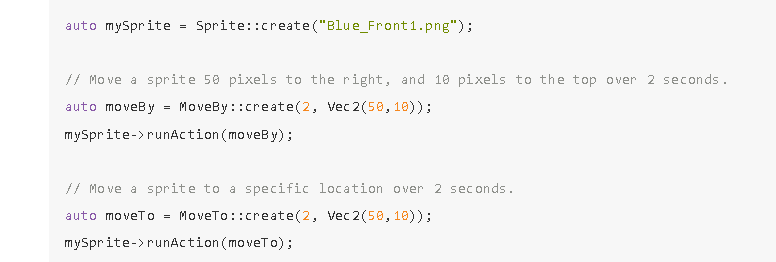 auto mySprite = Sprite::create("Blue_Front1.png");
// Move a sprite 50 pixels to the right, and 10 pixels to the top over 2 seconds.
auto moveBy = MoveBy::create(2, Vec2(50,10));
mySprite->runAction(moveBy);
// Move a sprite to a specific location over 2 seconds.
auto moveTo = MoveTo::create(2, Vec2(50,10));
mySprite->runAction(moveTo);